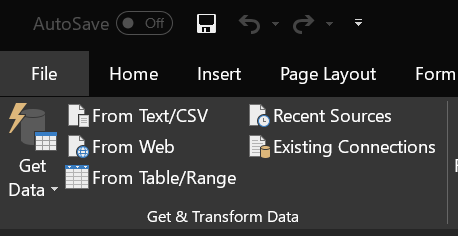 AutoSave Off
File Home Insert Page Layout Form
Get Data
From Text/CSV
From Web
From Table/Range
Recent Sources
Existing Connections
Get & Transform Data